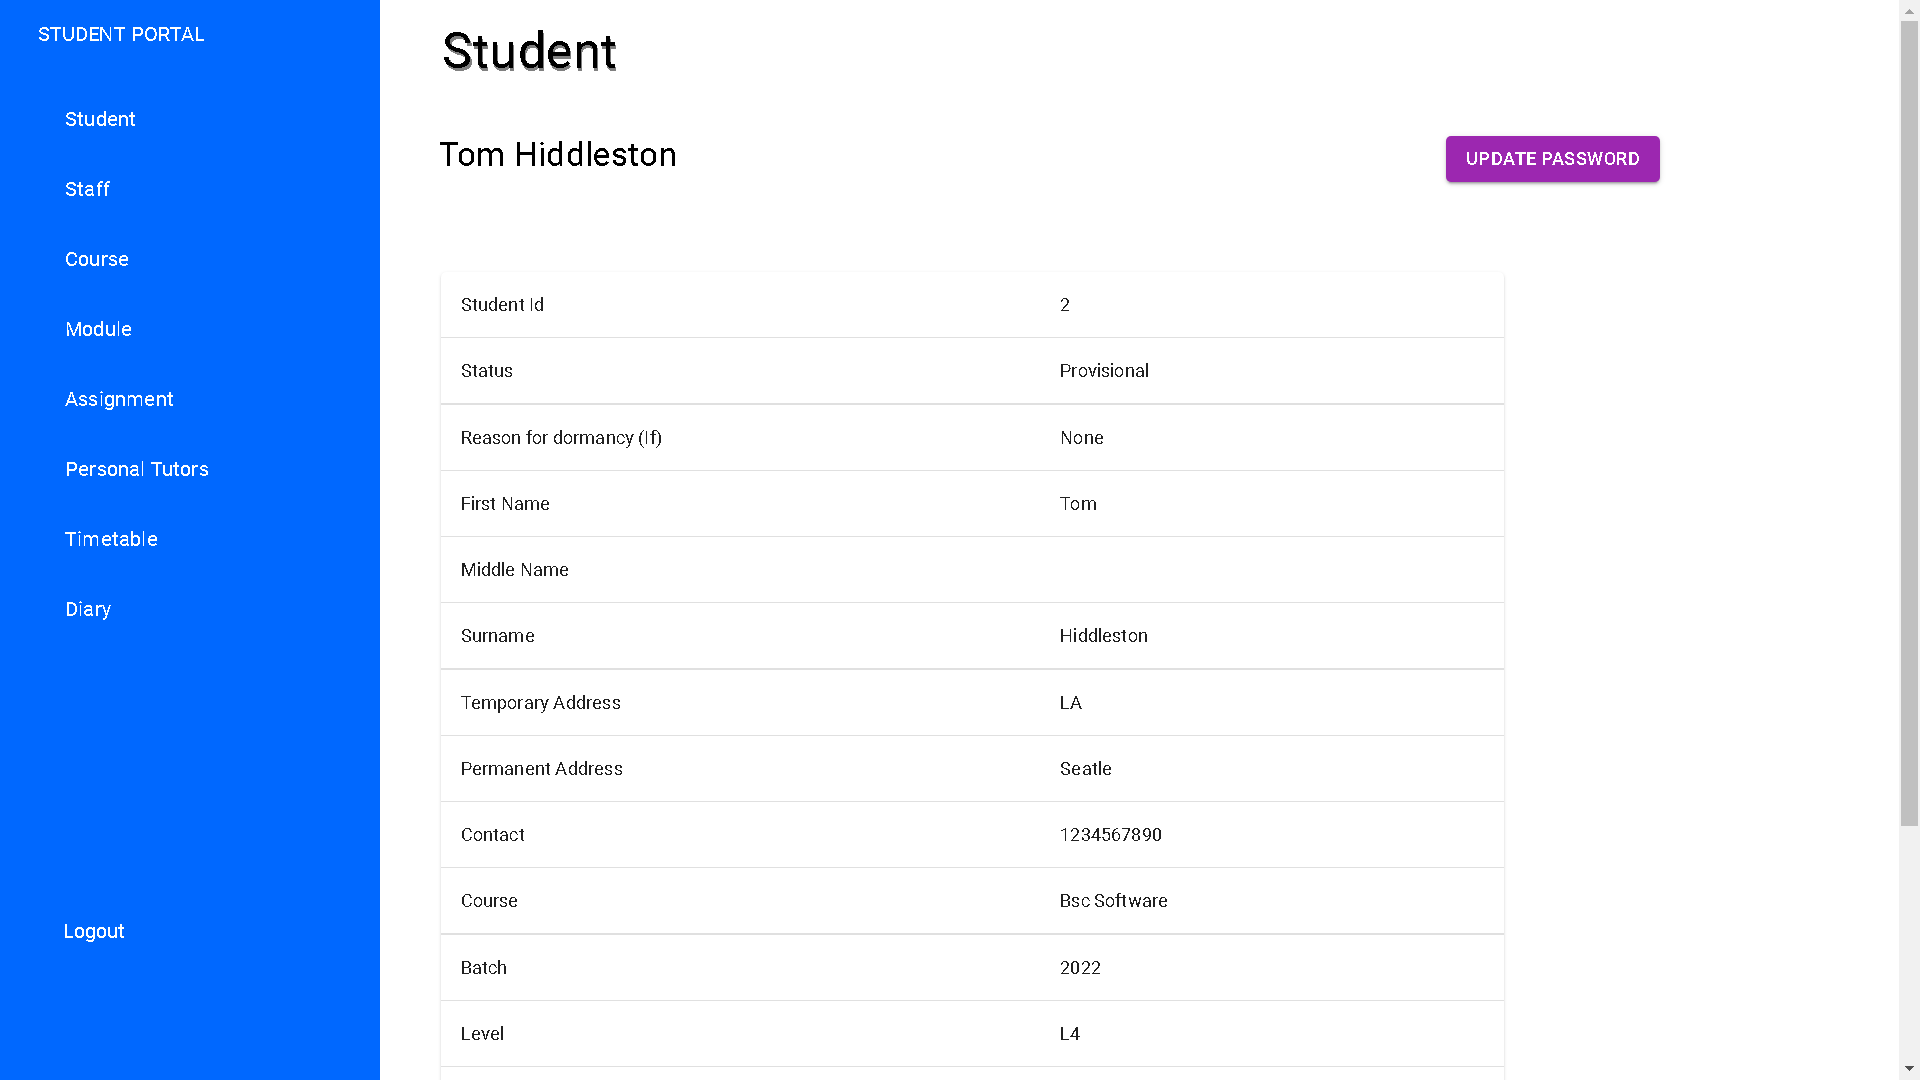 STUDENT PORTAL
Student
Staff
Course
Module
Assignment
Personal Tutors
Timetable
Diary
Logout
Student
Tom Hiddleston
UPDATE PASSWORD
Student Id 2
Status Provisional
Reason for dormancy (If) None
First Name Tom
Middle Name
Surname Hiddleston
Temporary Address LA
Permanent Address Seatle
Contact 1234567890
Course Bsc Software
Batch 2022
Level L4